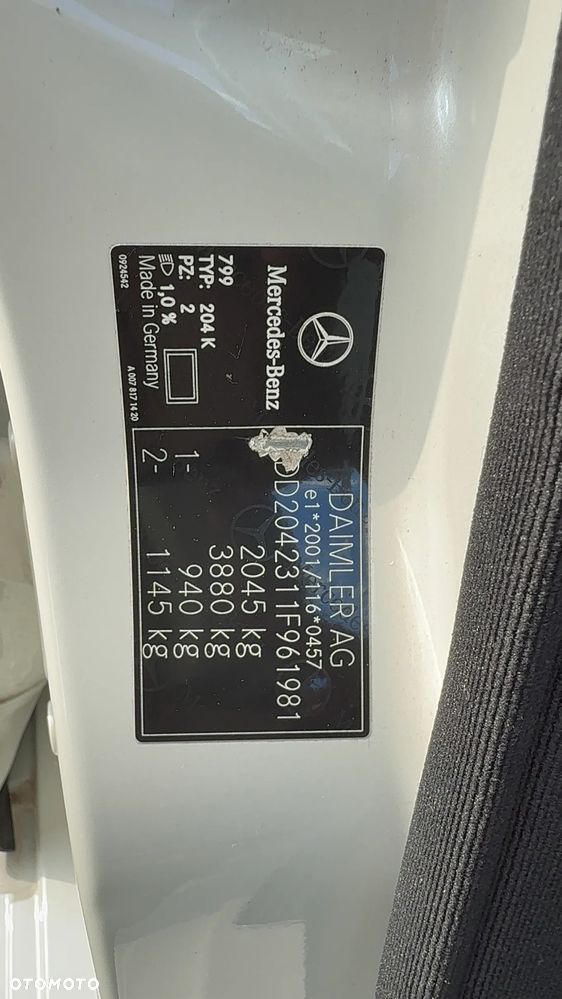 Mercedes-Benz
799
TYP: 204 K
PZ: 2
1,0 %
Made in Germany
0924542
A 007 817 14 20
DAIMLER AG
e1*2001/116*0457
DD2042311F961981
2045 kg
3880 kg
1- 940 kg
2- 1145 kg
OTOMOTO